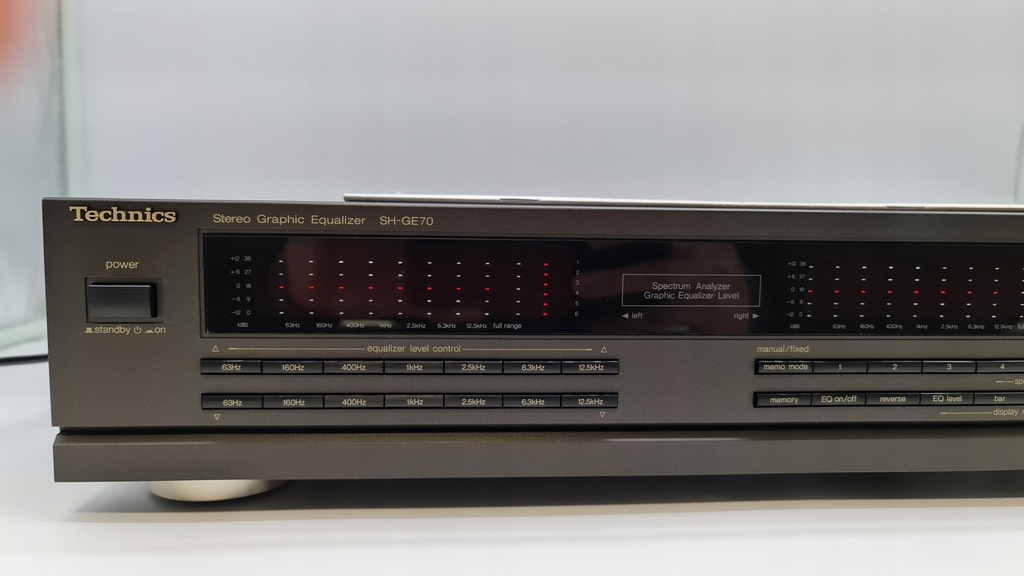 Technics
Stereo Graphic Equalizer SH-GE70
power
standby on
+12 36
+6 27
0 18
-6 9
-12 0
(dB)
63Hz 160Hz 400Hz 1kHz 2.5kHz 6.3kHz 12.5kHz full range
1
2
3
4
5
6
Spectrum Analyzer
Graphic Equalizer Level
◀ left right ▶
+12 36
+6 27
0 18
-6 9
-12 0
(dB)
63Hz 160Hz 400Hz 1kHz 2.5kHz 6.3kHz 12.5kHz
△ equalizer level control △
63Hz 160Hz 400Hz 1kHz 2.5kHz 6.3kHz 12.5kHz
63Hz 160Hz 400Hz 1kHz 2.5kHz 6.3kHz 12.5kHz
▽ ▽
manual/fixed
memo mode 1 2 3 4
sp
memory EQ on/off reverse EQ level bar
display